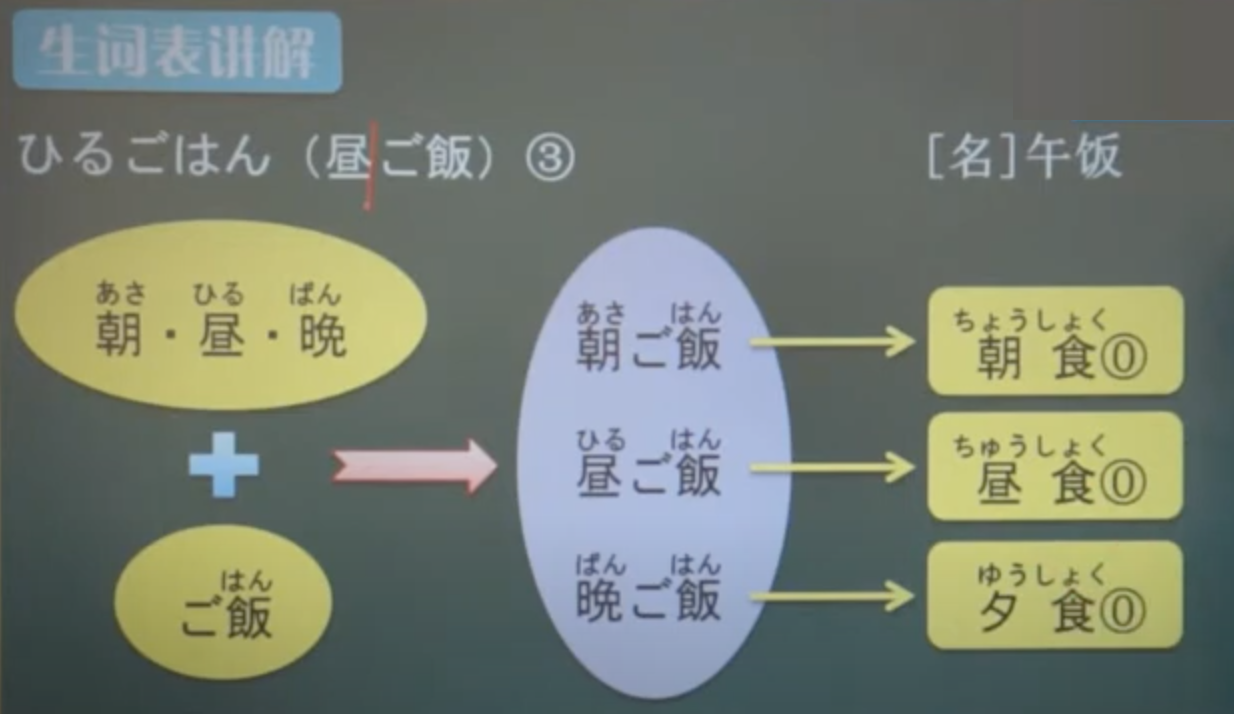 生词表讲解
ひるごはん（昼ご飯）③ [名]午饭
あさ ひる ばん
朝・昼・晩
はん
ご飯
あさ はん
朝ご飯
ひる はん
昼ご飯
ばん はん
晩ご飯
ちょうしょく
朝 食⓪
ちゅうしょく
昼 食⓪
ゆうしょく
夕 食⓪